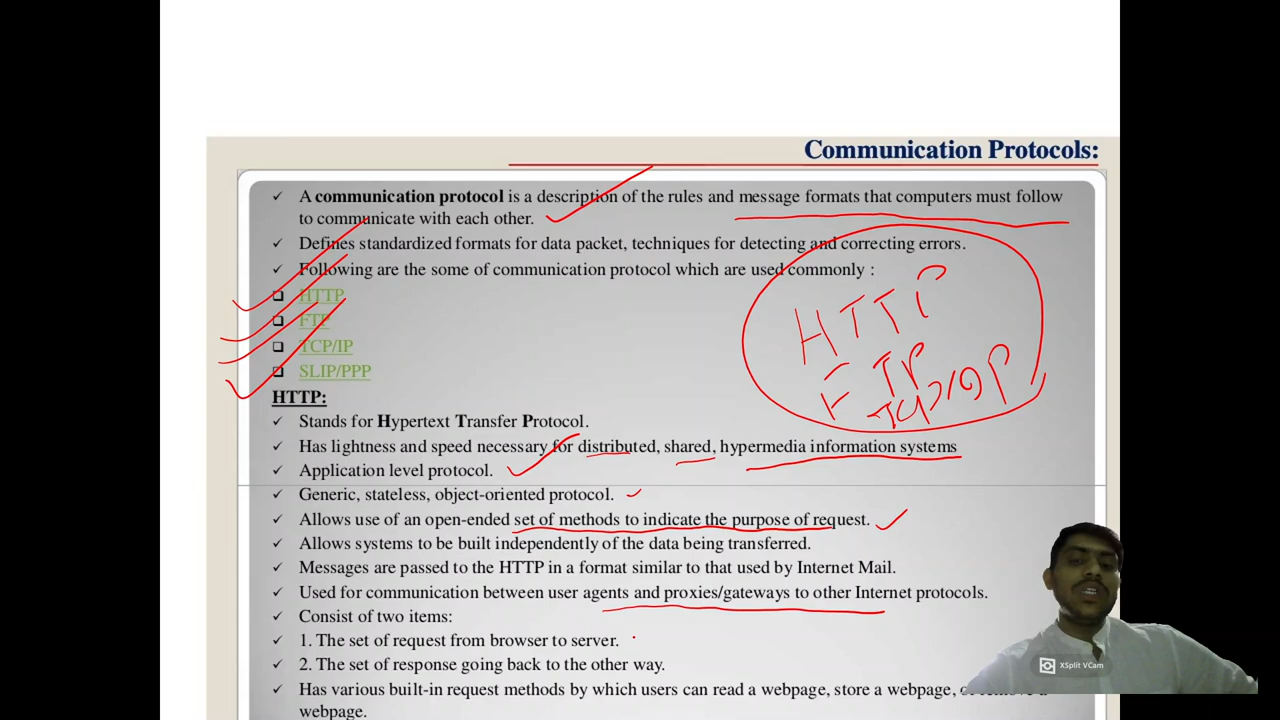 Communication Protocols:
✓ A communication protocol is a description of the rules and message formats that computers must follow
to communicate with each other.
✓ Defines standardized formats for data packet, techniques for detecting and correcting errors.
✓ Following are the some of communication protocol which are used commonly :
❑ HTTP
❑ FTP
❑ TCP/IP
❑ SLIP/PPP
HTTP
FTP
TCP/IP
HTTP:
✓ Stands for Hypertext Transfer Protocol.
✓ Has lightness and speed necessary for distributed, shared, hypermedia information systems
✓ Application level protocol.
✓ Generic, stateless, object-oriented protocol.
✓ Allows use of an open-ended set of methods to indicate the purpose of request.
✓ Allows systems to be built independently of the data being transferred.
✓ Messages are passed to the HTTP in a format similar to that used by Internet Mail.
✓ Used for communication between user agents and proxies/gateways to other Internet protocols.
✓ Consist of two items:
✓ 1. The set of request from browser to server.
✓ 2. The set of response going back to the other way.
✓ Has various built-in request methods by which users can read a webpage, store a webpage,
webpage.
XSplit VCam